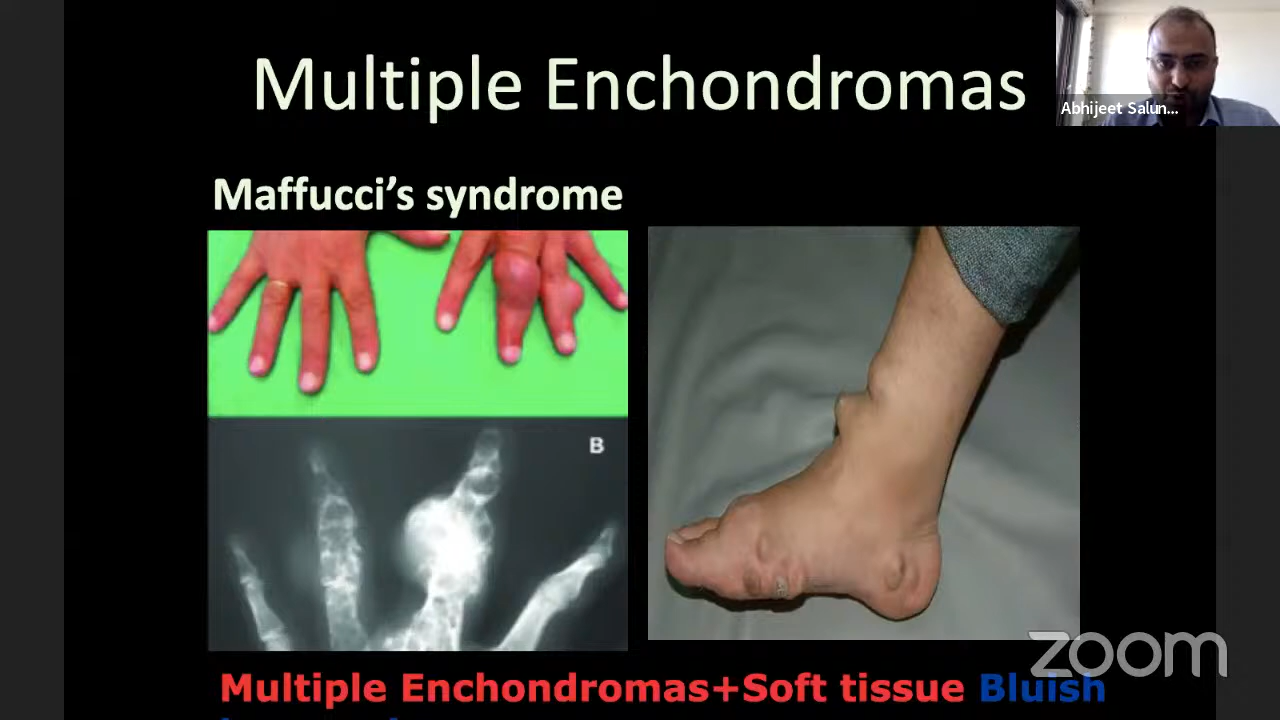 Multiple Enchondromas
Abhijeet Salun...
Maffucci's syndrome
B
zoom
Multiple Enchondromas+Soft tissue Bluish